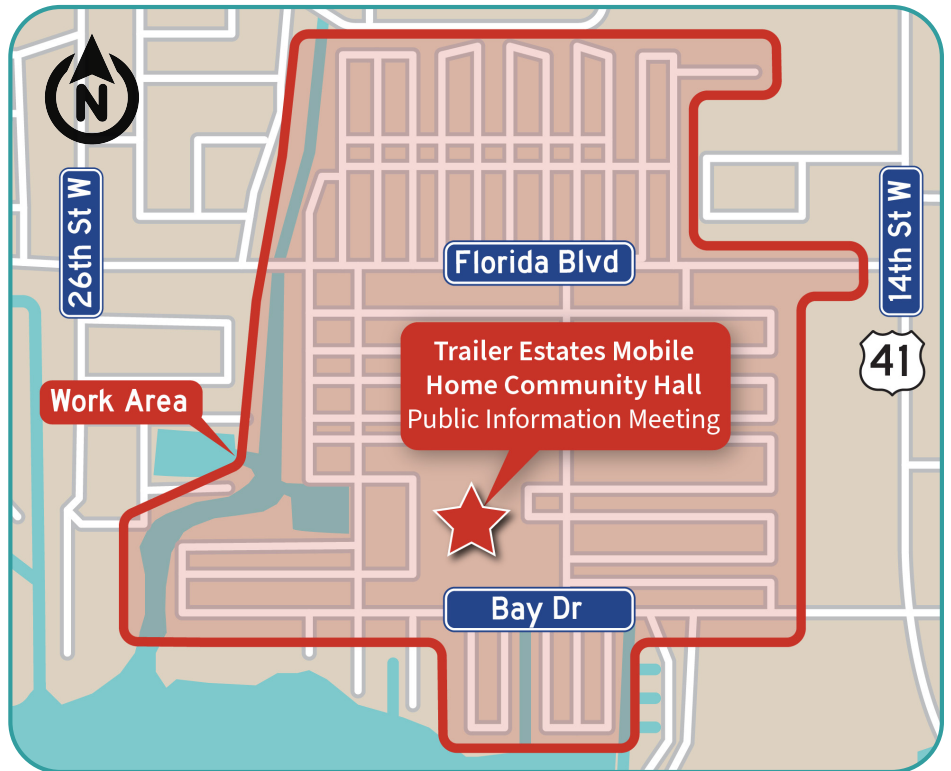 N
26th St W
Florida Blvd
14th St W
41
Trailer Estates Mobile
Home Community Hall
Public Information Meeting
Work Area
Bay Dr